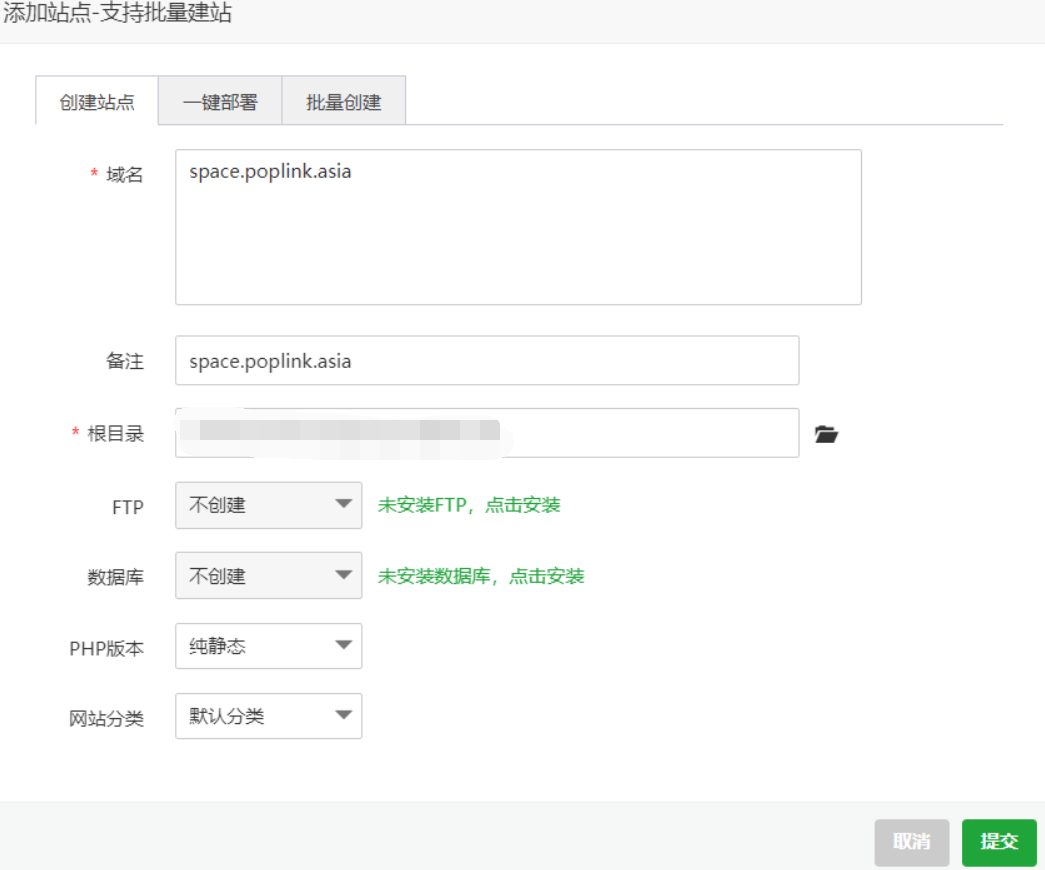 添加站点-支持批量建站
创建站点 一键部署 批量创建
* 域名 space.poplink.asia
备注 space.poplink.asia
* 根目录
FTP 不创建 未安装FTP，点击安装
数据库 不创建 未安装数据库，点击安装
PHP版本 纯静态
网站分类 默认分类
取消 提交